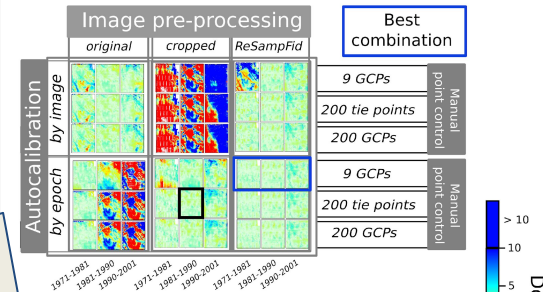 Image pre-processing
Best
combination
original
cropped
ReSampFid
Autocalibration
by image
by epoch
9 GCPs
200 tie points
200 GCPs
Manual
point control
9 GCPs
200 tie points
200 GCPs
Manual
point control
1971-1981
1981-1990
1990-2001
1971-1981
1981-1990
1990-2001
1971-1981
1981-1990
1990-2001
> 10
10
5